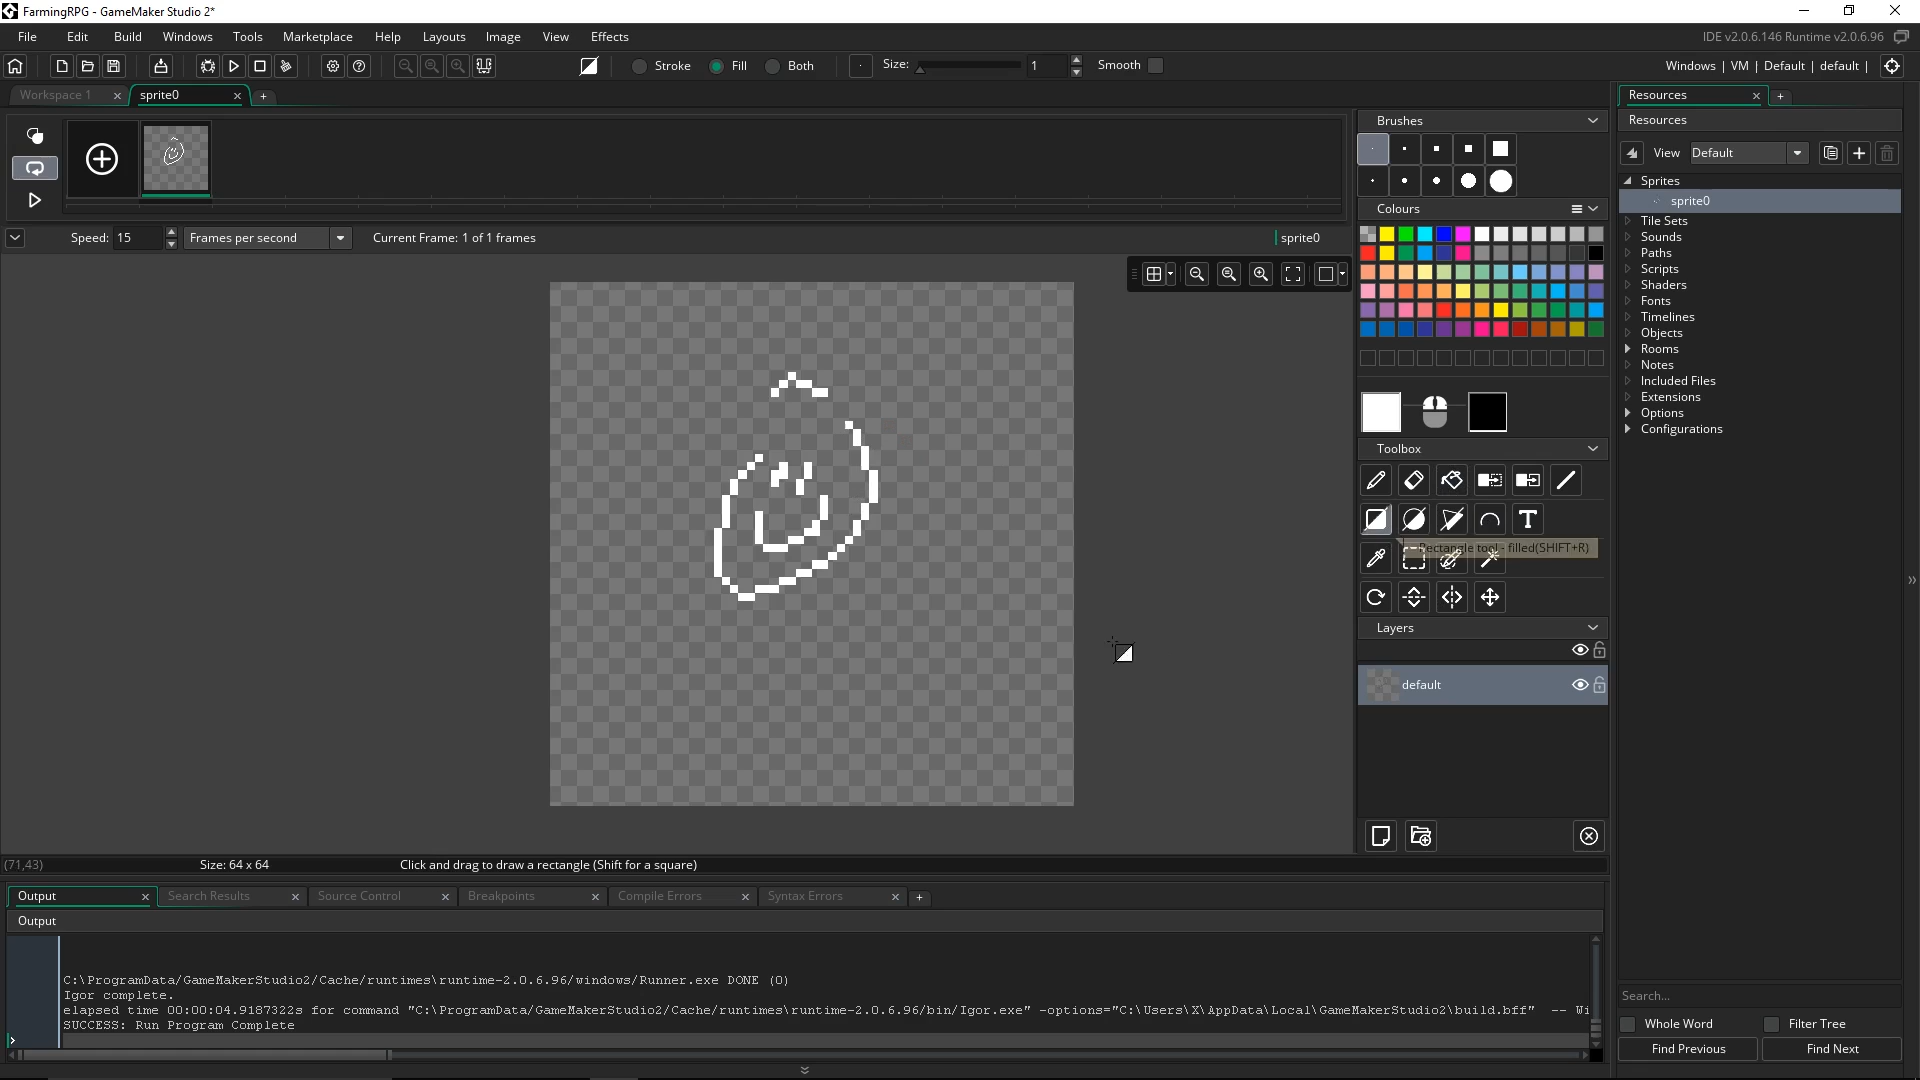 FarmingRPG - GameMaker Studio 2*
File Edit Build Windows Tools Marketplace Help Layouts Image View Effects
IDE v2.0.6.146 Runtime v2.0.6.96
Stroke Fill Both Size: 1 Smooth
Windows | VM | Default | default |
Workspace 1 sprite0
Resources
Resources
View Default
Sprites
sprite0
Tile Sets
Sounds
Paths
Scripts
Shaders
Fonts
Timelines
Objects
Rooms
Notes
Included Files
Extensions
Options
Configurations
Brushes
Colours
Speed: 15 Frames per second Current Frame: 1 of 1 frames sprite0
Toolbox
T
Rectangle tool - filled(SHIFT+R)
Layers
default
(71,43) Size: 64 x 64 Click and drag to draw a rectangle (Shift for a square)
Output Search Results Source Control Breakpoints Compile Errors Syntax Errors
Output
C:\ProgramData/GameMakerStudio2/Cache/runtimes\runtime-2.0.6.96/windows/Runner.exe DONE (0)
Igor complete.
elapsed time 00:00:04.9187322s for command "C:\ProgramData/GameMakerStudio2/Cache/runtimes\runtime-2.0.6.96/bin/Igor.exe" -options="C:\Users\X\AppData\Local\GameMakerStudio2\build.bff" -- Wi
SUCCESS: Run Program Complete
Search...
Whole Word Filter Tree
Find Previous Find Next